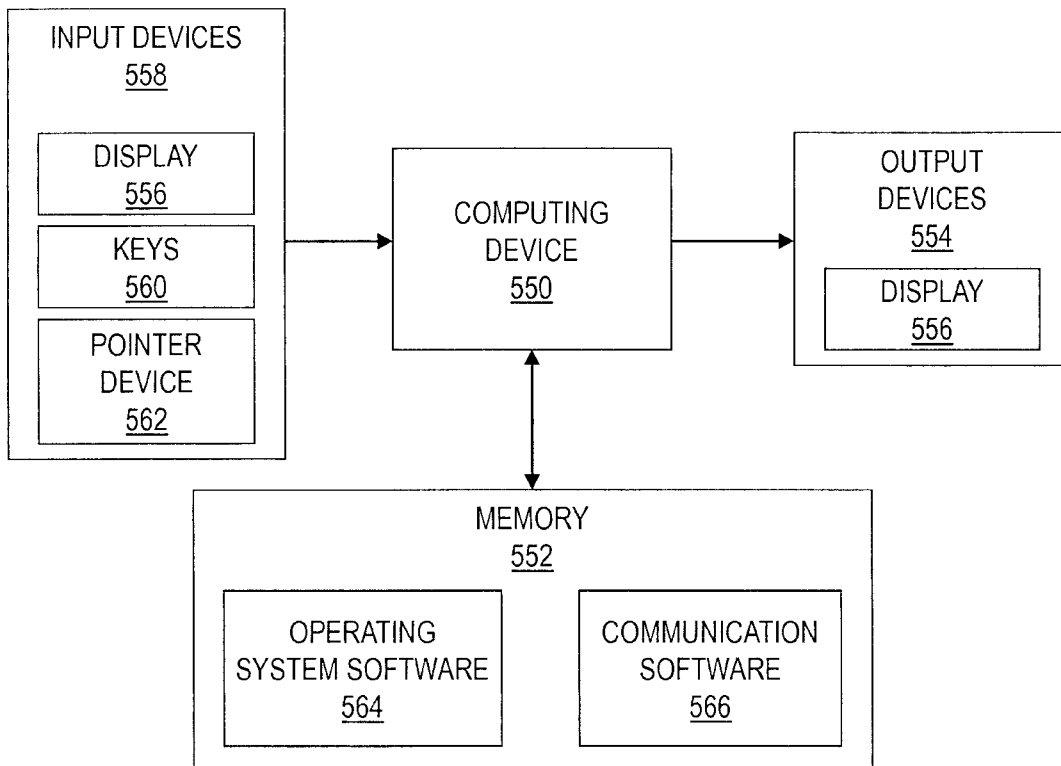 INPUT DEVICES
558
DISPLAY
556
KEYS
560
POINTER
DEVICE
562
COMPUTING
DEVICE
550
OUTPUT
DEVICES
554
DISPLAY
556
MEMORY
552
OPERATING
SYSTEM SOFTWARE
564
COMMUNICATION
SOFTWARE
566